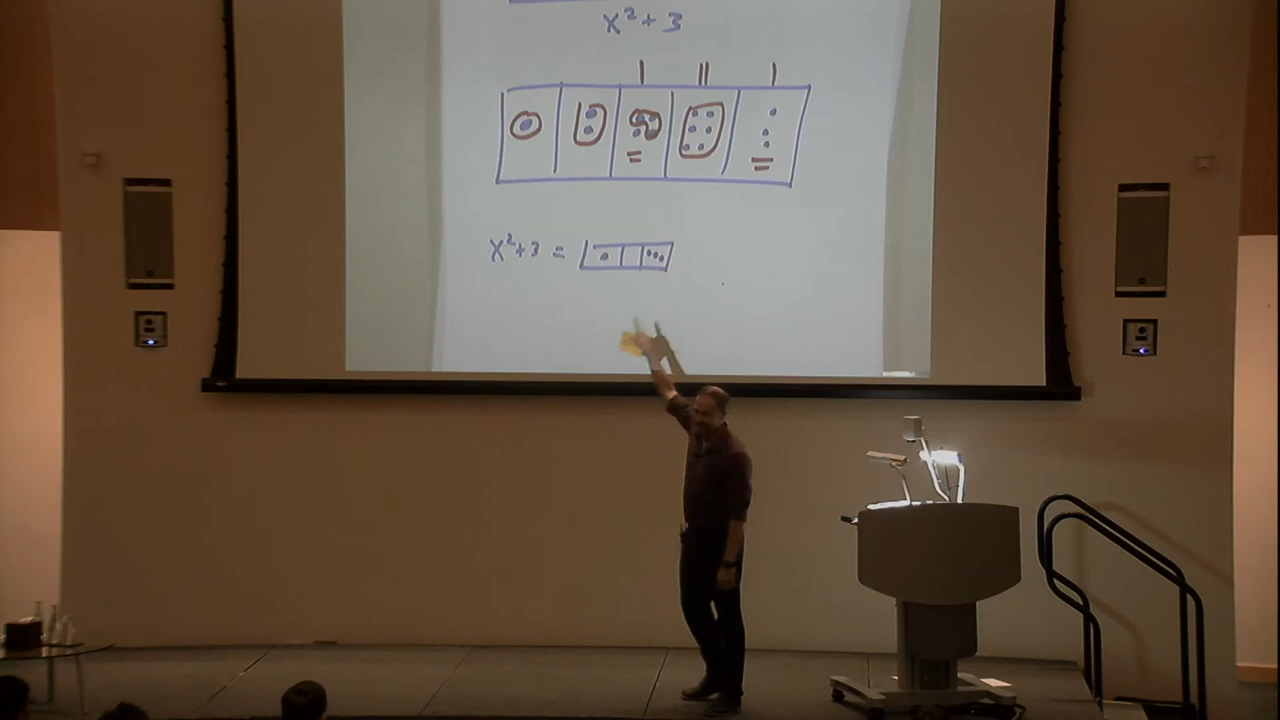 x² + 3
| || |
x²+3 =